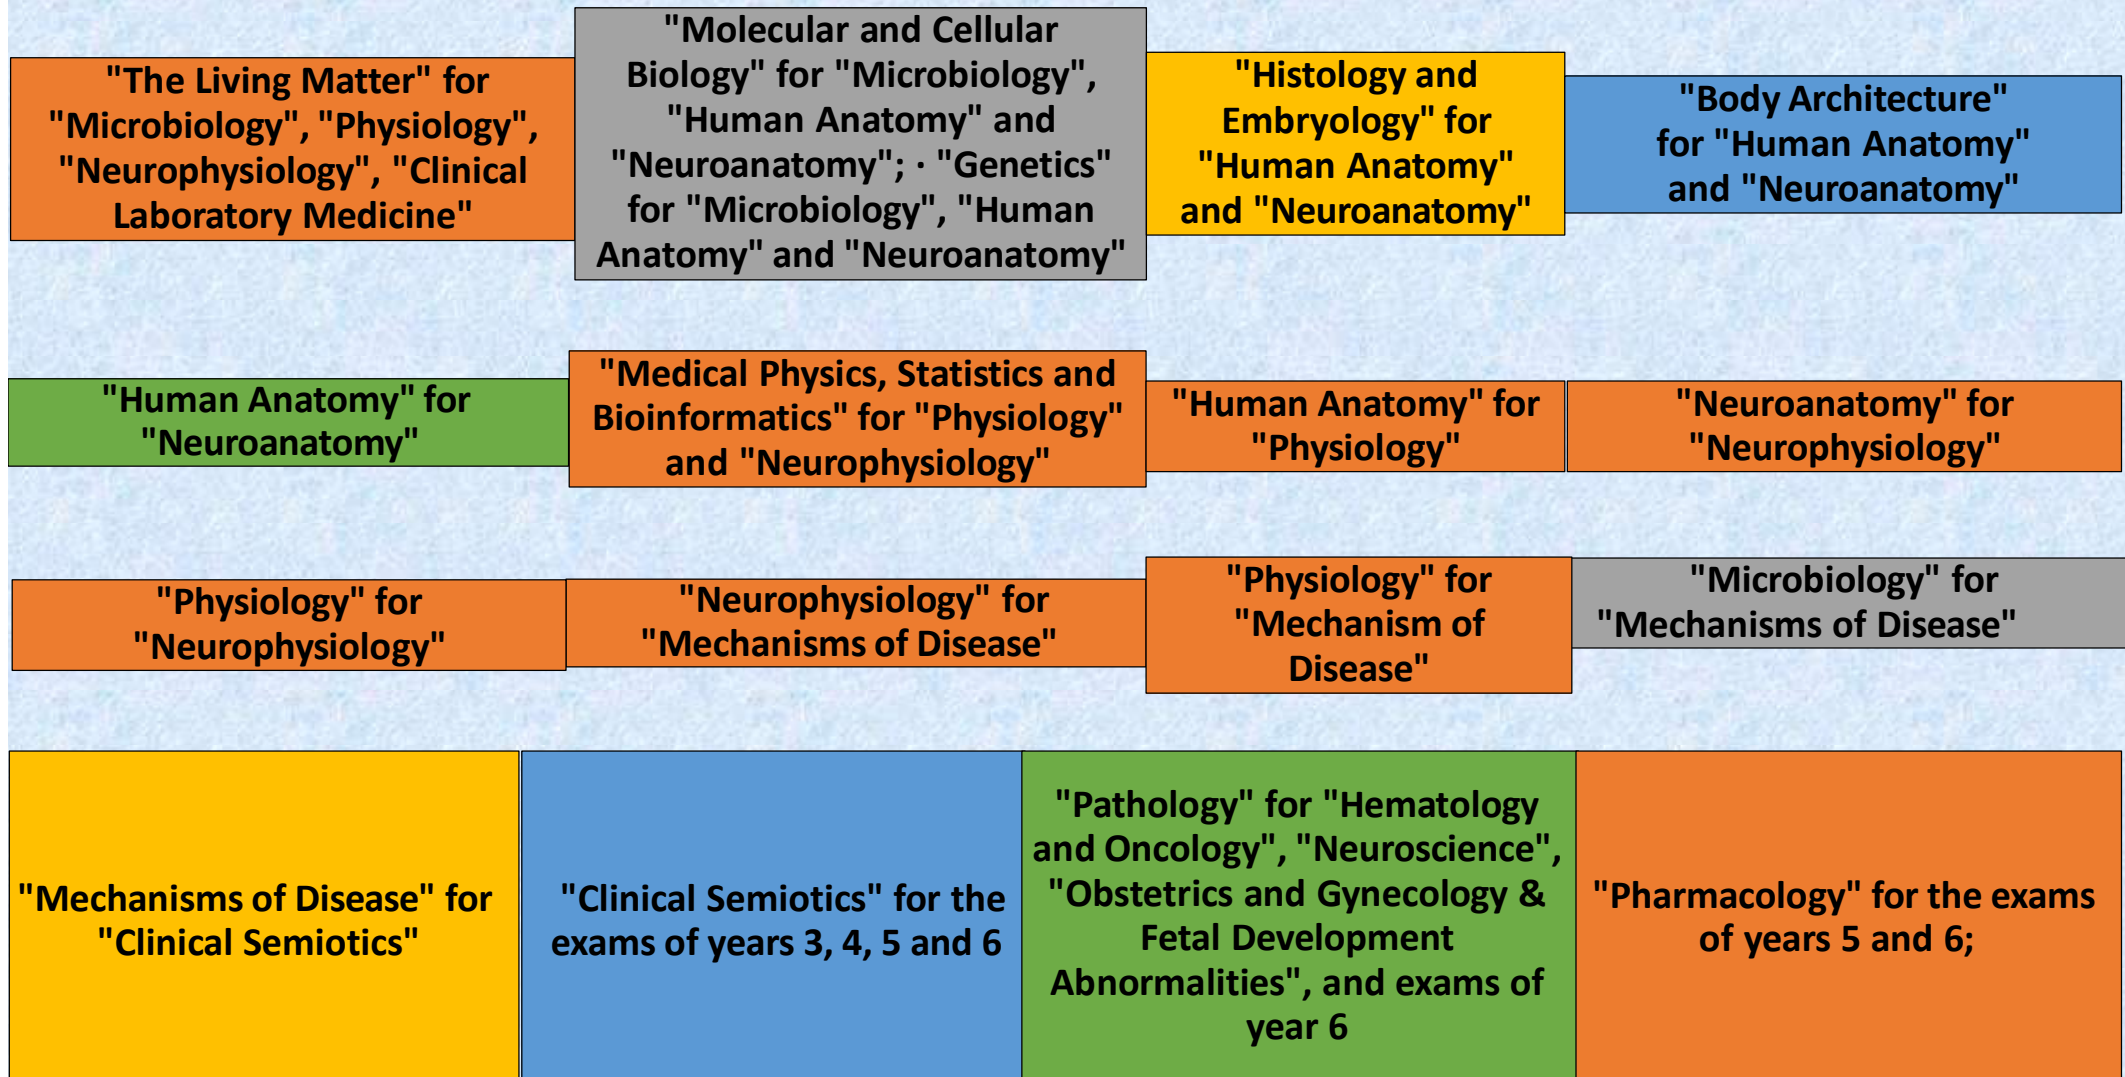 "The Living Matter" for
"Microbiology", "Physiology",
"Neurophysiology", "Clinical
Laboratory Medicine"
"Molecular and Cellular
Biology" for "Microbiology",
"Human Anatomy" and
"Neuroanatomy"; · "Genetics"
for "Microbiology", "Human
Anatomy" and "Neuroanatomy"
"Histology and
Embryology" for
"Human Anatomy"
and "Neuroanatomy"
"Body Architecture"
for "Human Anatomy"
and "Neuroanatomy"
"Human Anatomy" for
"Neuroanatomy"
"Medical Physics, Statistics and
Bioinformatics" for "Physiology"
and "Neurophysiology"
"Human Anatomy" for
"Physiology"
"Neuroanatomy" for
"Neurophysiology"
"Physiology" for
"Neurophysiology"
"Neurophysiology" for
"Mechanisms of Disease"
"Physiology" for
"Mechanism of
Disease"
"Microbiology" for
"Mechanisms of Disease"
"Mechanisms of Disease" for
"Clinical Semiotics"
"Clinical Semiotics" for the
exams of years 3, 4, 5 and 6
"Pathology" for "Hematology
and Oncology", "Neuroscience",
"Obstetrics and Gynecology &
Fetal Development
Abnormalities", and exams of
year 6
"Pharmacology" for the exams
of years 5 and 6;